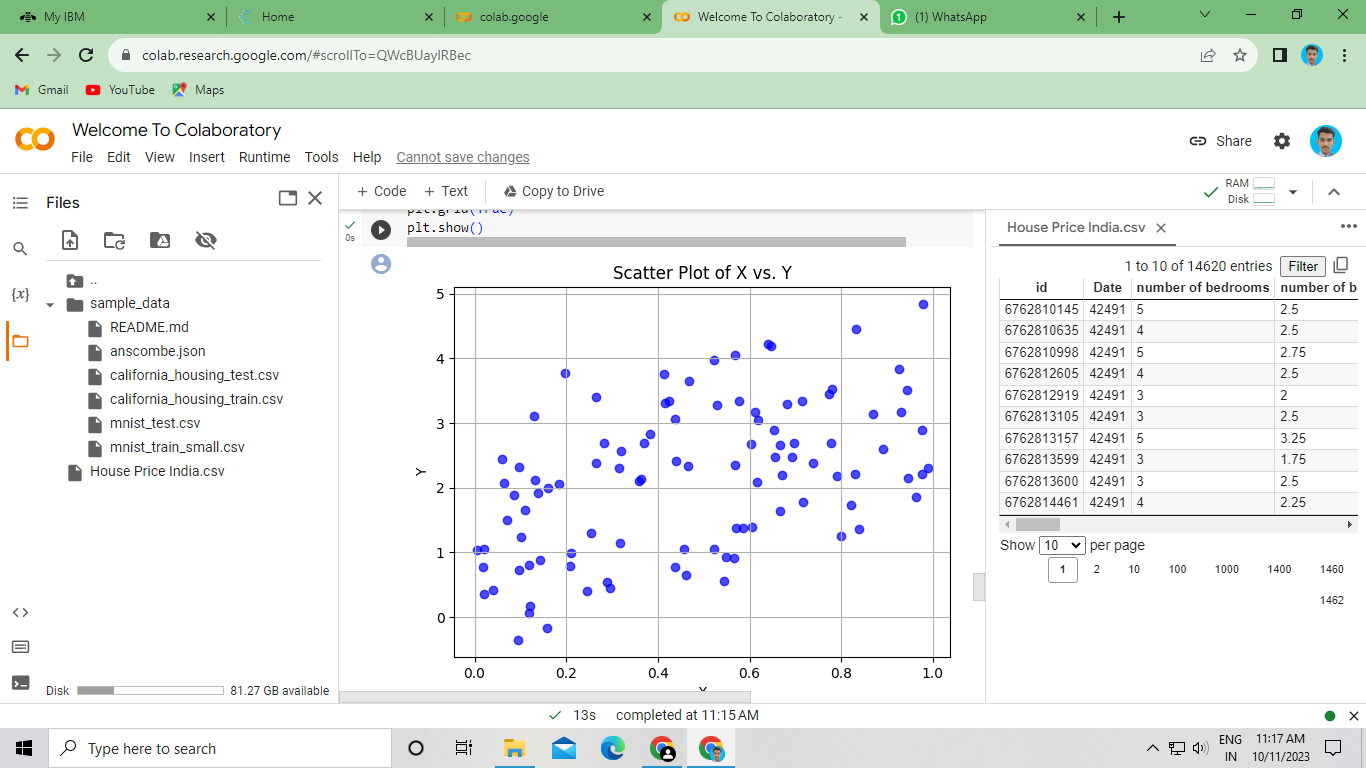 My IBM
Home
colab.google
Welcome To Colaboratory -
(1) WhatsApp
colab.research.google.com/#scrollTo=QWcBUaylRBec
Gmail YouTube Maps
Welcome To Colaboratory
File Edit View Insert Runtime Tools Help Cannot save changes
Share
Files
+ Code + Text Copy to Drive
RAM
Disk
..
sample_data
README.md
anscombe.json
california_housing_test.csv
california_housing_train.csv
mnist_test.csv
mnist_train_small.csv
House Price India.csv
Disk 81.27 GB available
0s
plt.grid(True)
plt.show()
Scatter Plot of X vs. Y
5
4
3
2
1
0
Y
0.0 0.2 0.4 0.6 0.8 1.0
X
House Price India.csv
1 to 10 of 14620 entries Filter
id Date number of bedrooms number of ba
6762810145 42491 5 2.5
6762810635 42491 4 2.5
6762810998 42491 5 2.75
6762812605 42491 4 2.5
6762812919 42491 3 2
6762813105 42491 3 2.5
6762813157 42491 5 3.25
6762813599 42491 3 1.75
6762813600 42491 3 2.5
6762814461 42491 4 2.25
Show 10 per page
1 2 10 100 1000 1400 1460
1462
13s completed at 11:15 AM
Type here to search
ENG
IN
11:17 AM
10/11/2023